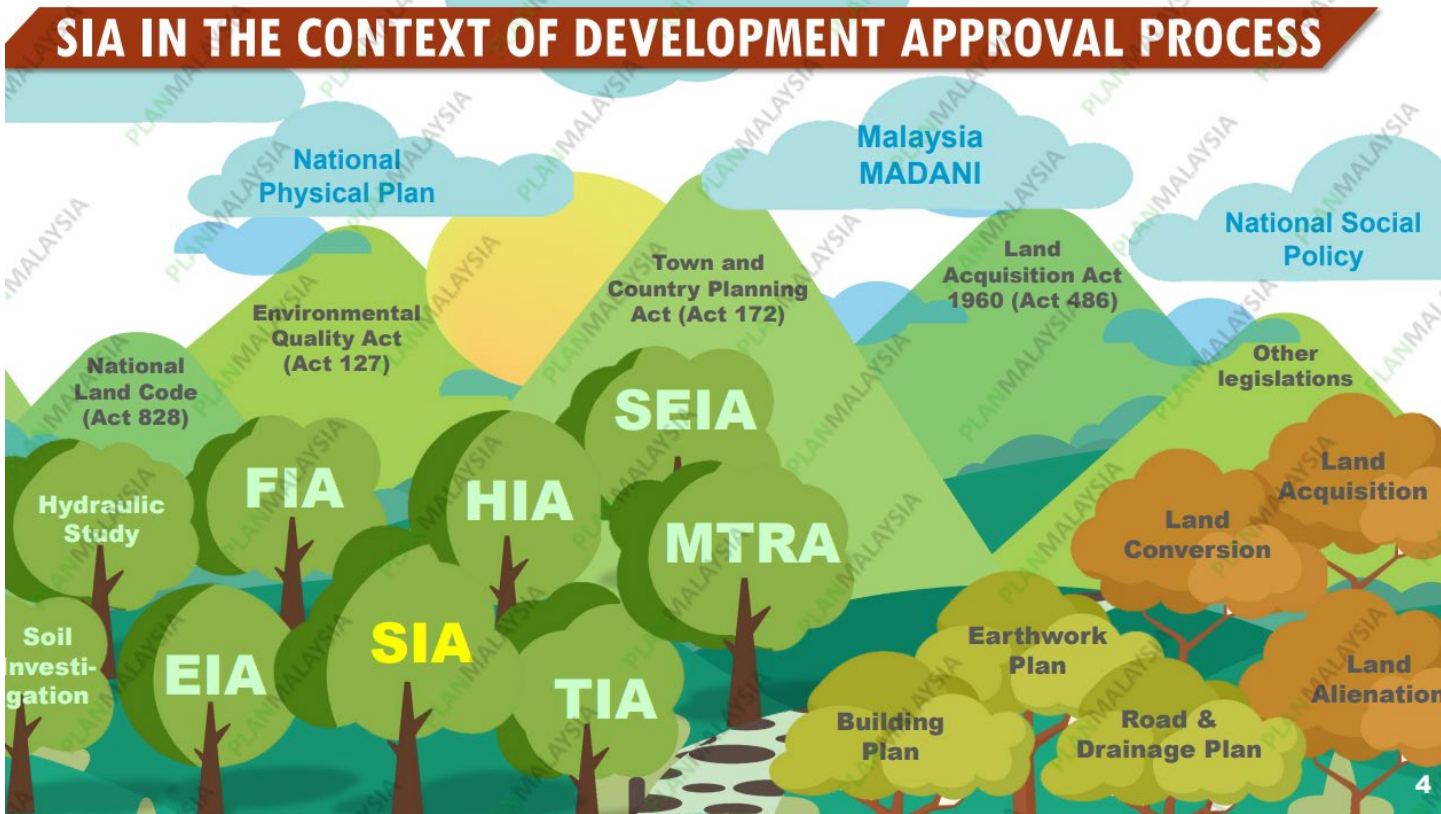 SIA IN THE CONTEXT OF DEVELOPMENT APPROVAL PROCESS
National
Physical Plan
Malaysia
MADANI
National Social
Policy
National
Land Code
(Act 828)
Environmental
Quality Act
(Act 127)
Town and
Country Planning
Act (Act 172)
Land
Acquisition Act
1960 (Act 486)
Other
legislations
Hydraulic
Study
FIA
HIA
SEIA
MTRA
Soil
Investi-
gation
EIA
SIA
TIA
Land
Conversion
Land
Acquisition
Earthwork
Plan
Building
Plan
Road &
Drainage Plan
Land
Alienation
4
PLANMALAYSIA